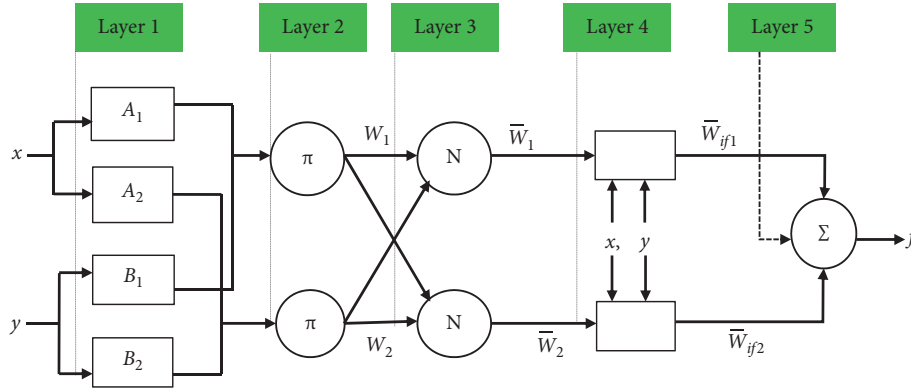 Layer 1 Layer 2 Layer 3 Layer 4 Layer 5
A₁
A₂
B₁
B₂
x
y
π
π
W₁
W₂
N
N
W̅₁
W̅₂
x, y
W̅if1
W̅if2
Σ